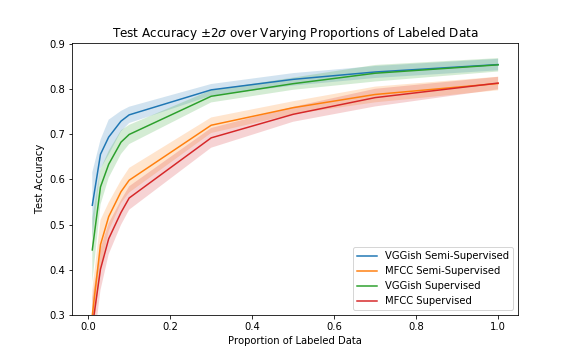 Test Accuracy ±2σ over Varying Proportions of Labeled Data
0.9
0.8
0.7
0.6
0.5
0.4
0.3
Test Accuracy
0.0 0.2 0.4 0.6 0.8 1.0
Proportion of Labeled Data
VGGish Semi-Supervised
MFCC Semi-Supervised
VGGish Supervised
MFCC Supervised